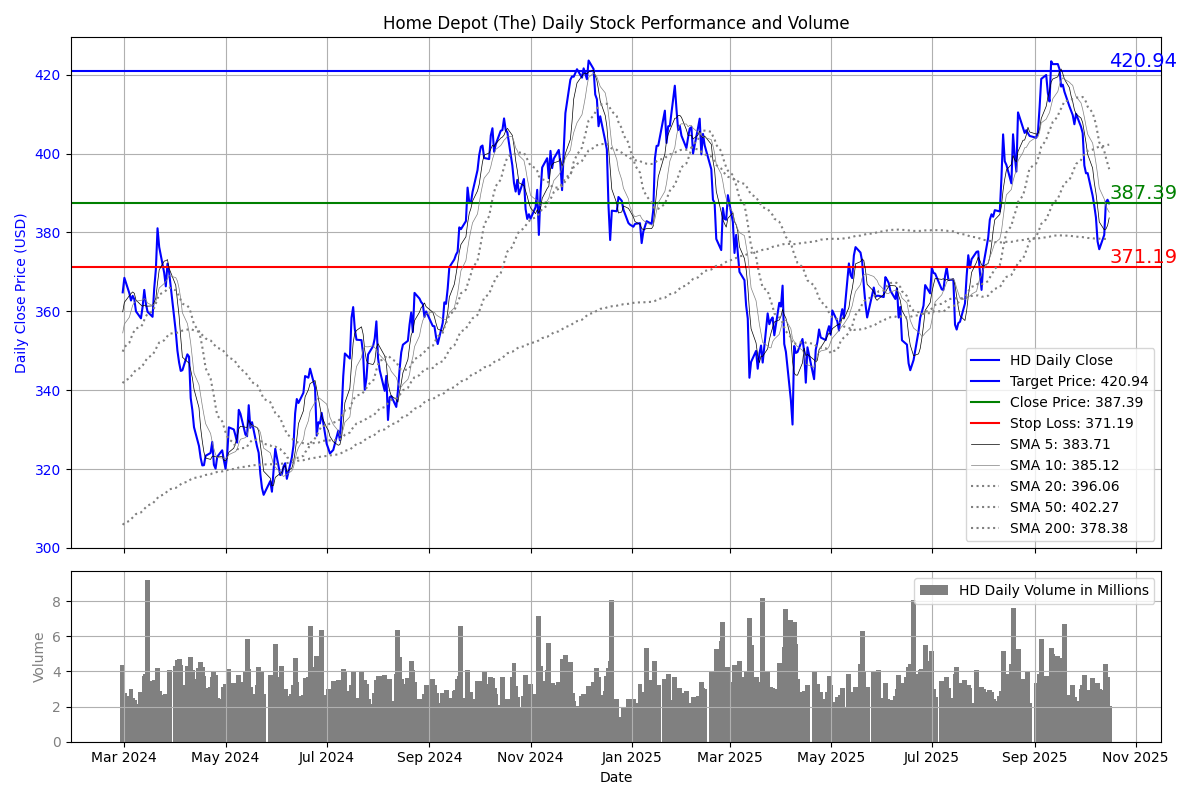 Home Depot (The) Daily Stock Performance and Volume
Daily Close Price (USD)
420
400
380
360
340
320
300
420.94
387.39
371.19
HD Daily Close
Target Price: 420.94
Close Price: 387.39
Stop Loss: 371.19
SMA 5: 383.71
SMA 10: 385.12
SMA 20: 396.06
SMA 50: 402.27
SMA 200: 378.38
Volume
8
6
4
2
0
HD Daily Volume in Millions
Mar 2024 May 2024 Jul 2024 Sep 2024 Nov 2024 Jan 2025 Mar 2025 May 2025 Jul 2025 Sep 2025 Nov 2025
Date